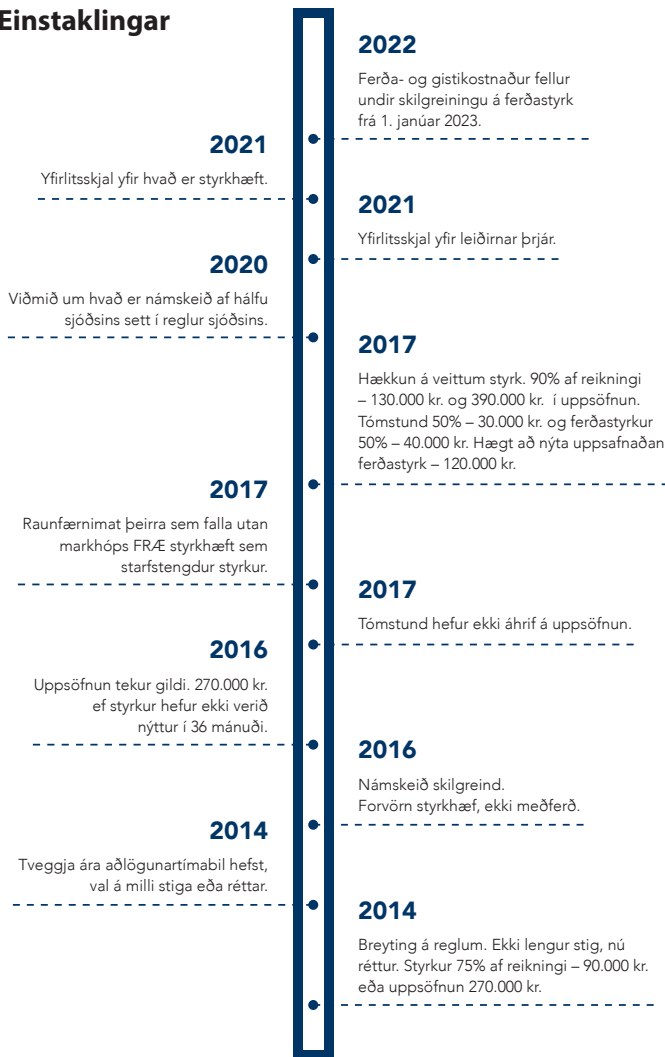 Einstaklingar
2022
Ferða- og gistikostnaður fellur
undir skilgreiningu á ferðastyrk
frá 1. janúar 2023.
2021
Yfirlitsskjal yfir hvað er styrkhæft.
2021
Yfirlitsskjal yfir leiðirnar þrjár.
2020
Viðmið um hvað er námskeið af hálfu
sjóðsins sett í reglur sjóðsins.
2017
Hækkun á veittum styrk. 90% af reikningi
– 130.000 kr. og 390.000 kr. í uppsöfnun.
Tómstund 50% – 30.000 kr. og ferðastyrkur
50% – 40.000 kr. Hægt að nýta uppsafnaðan
ferðastyrk – 120.000 kr.
2017
Raunfærnimat þeirra sem falla utan
markhóps FRÆ styrkhæft sem
starfstengdur styrkur.
2017
Tómstund hefur ekki áhrif á uppsöfnun.
2016
Uppsöfnun tekur gildi. 270.000 kr.
ef styrkur hefur ekki verið
nýttur í 36 mánuði.
2016
Námskeið skilgreind.
Forvörn styrkhæf, ekki meðferð.
2014
Tveggja ára aðlögunartímabil hefst,
val á milli stiga eða réttar.
2014
Breyting á reglum. Ekki lengur stig, nú
réttur. Styrkur 75% af reikningi – 90.000 kr.
eða uppsöfnun 270.000 kr.